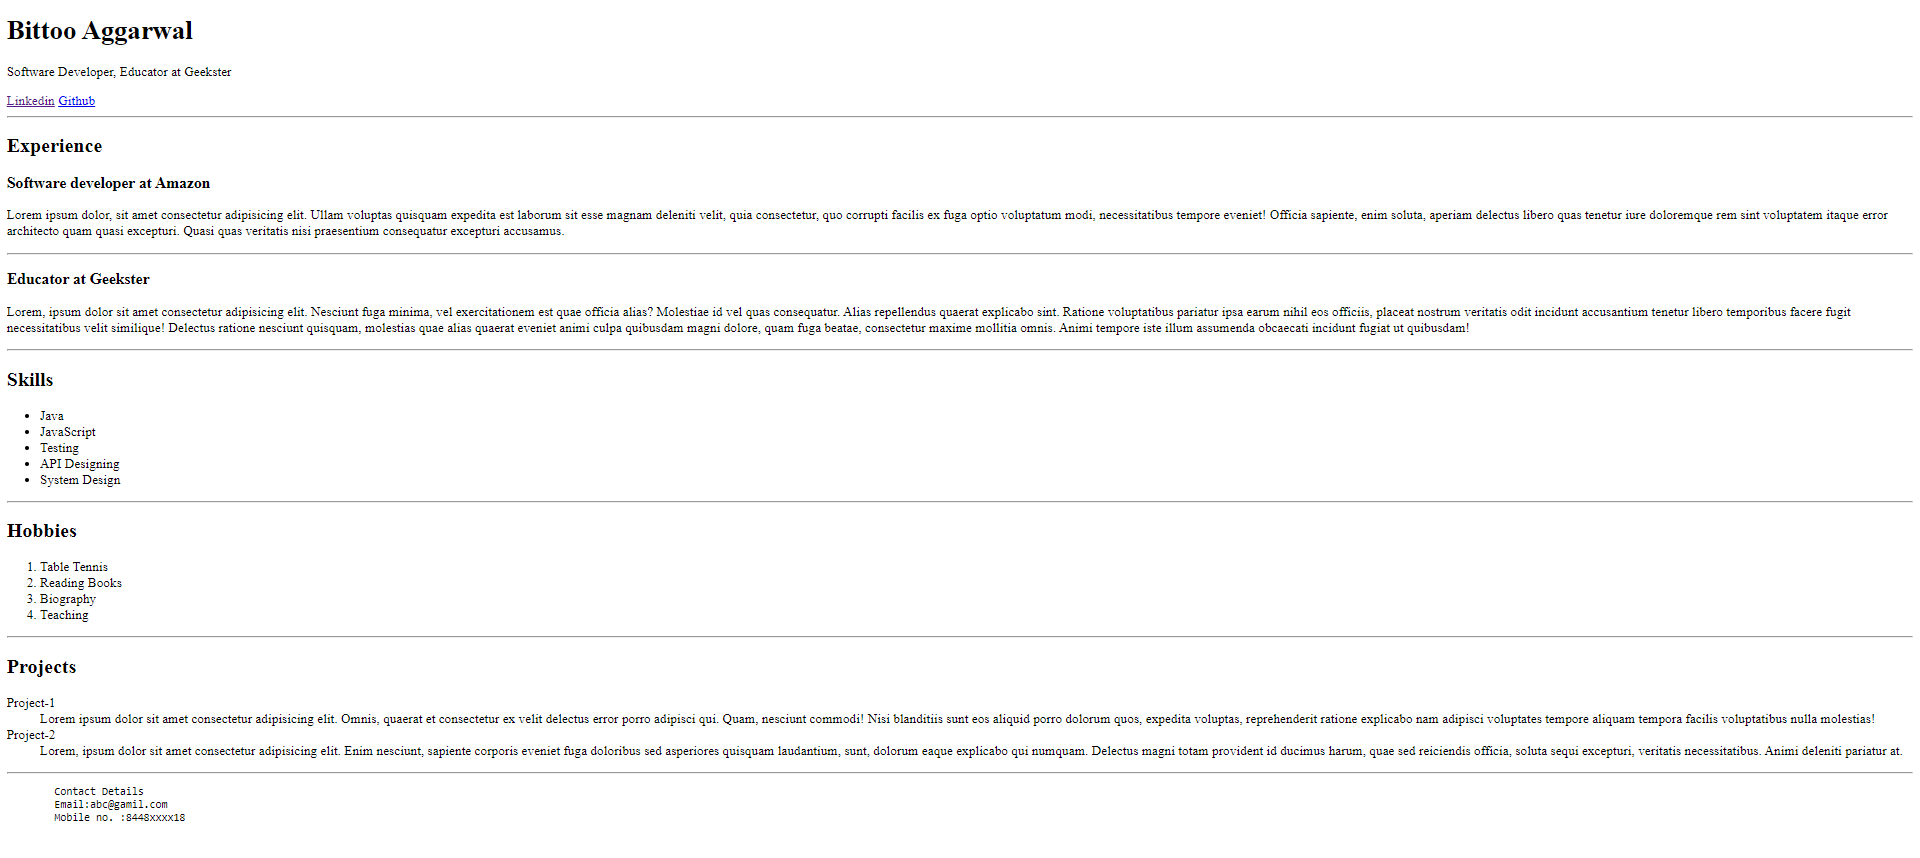 Bittoo Aggarwal
Software Developer, Educator at Geekster
Linkedin Github
Experience
Software developer at Amazon
Lorem ipsum dolor, sit amet consectetur adipisicing elit. Ullam voluptas quisquam expedita est laborum sit esse magnam deleniti velit, quia consectetur, quo corrupti facilis ex fuga optio voluptatum modi, necessitatibus tempore eveniet! Officia sapiente, enim soluta, aperiam delectus libero quas tenetur iure doloremque rem sint voluptatem itaque error
architecto quam quasi excepturi. Quasi quas veritatis nisi praesentium consequatur excepturi accusamus.
Educator at Geekster
Lorem, ipsum dolor sit amet consectetur adipisicing elit. Nesciunt fuga minima, vel exercitationem est quae officia alias? Molestiae id vel quas consequatur. Alias repellendus quaerat explicabo sint. Ratione voluptatibus pariatur ipsa earum nihil eos officiis, placeat nostrum veritatis odit incidunt accusantium tenetur libero temporibus facere fugit
necessitatibus velit similique! Delectus ratione nesciunt quisquam, molestias quae alias quaerat eveniet animi culpa quibusdam magni dolore, quam fuga beatae, consectetur maxime mollitia omnis. Animi tempore iste illum assumenda obcaecati incidunt fugiat ut quibusdam!
Skills
• Java
• JavaScript
• Testing
• API Designing
• System Design
Hobbies
1. Table Tennis
2. Reading Books
3. Biography
4. Teaching
Projects
Project-1
Lorem ipsum dolor sit amet consectetur adipisicing elit. Omnis, quaerat et consectetur ex velit delectus error porro adipisci qui. Quam, nesciunt commodi! Nisi blanditiis sunt eos aliquid porro dolorum quos, expedita voluptas, reprehenderit ratione explicabo nam adipisci voluptates tempore aliquam tempora facilis voluptatibus nulla molestias!
Project-2
Lorem, ipsum dolor sit amet consectetur adipisicing elit. Enim nesciunt, sapiente corporis eveniet fuga doloribus sed asperiores quisquam laudantium, sunt, dolorum eaque explicabo qui numquam. Delectus magni totam provident id ducimus harum, quae sed reiciendis officia, soluta sequi excepturi, veritatis necessitatibus. Animi deleniti pariatur at.
Contact Details
Email:abc@gamil.com
Mobile no. :8448xxxx18